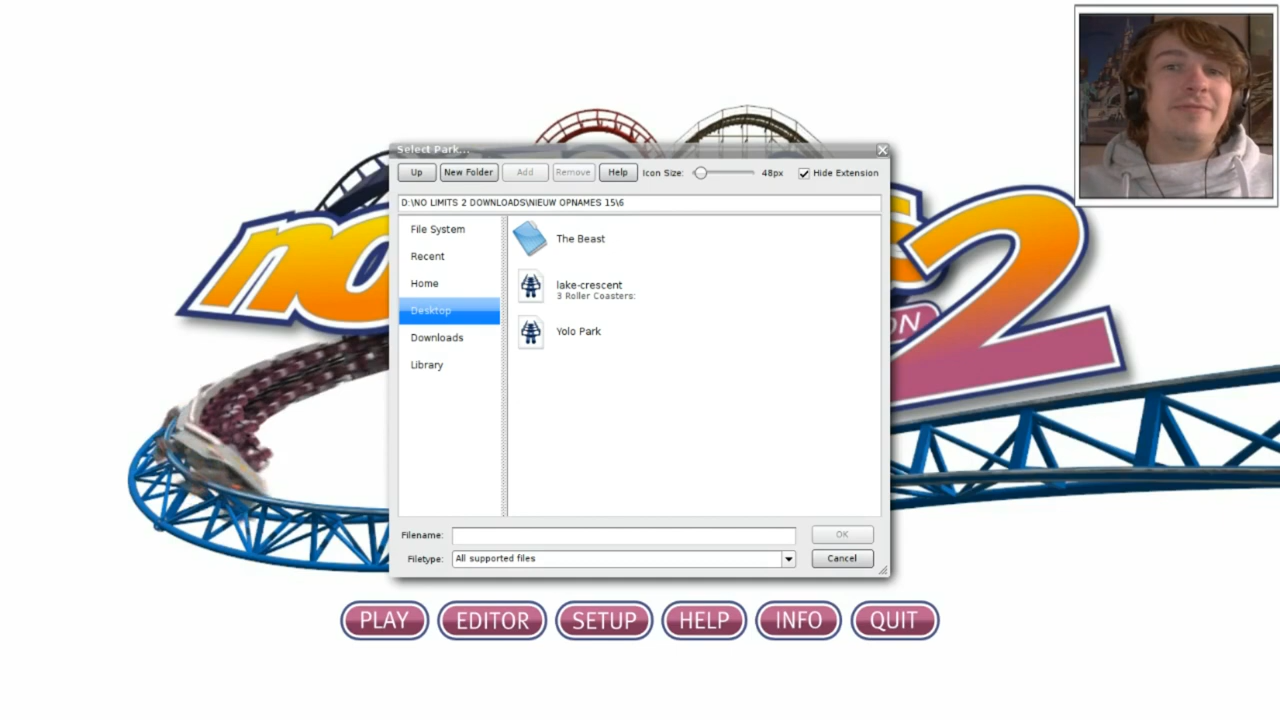 Select Park...
Up New Folder Add Remove Help Icon Size: 48px Hide Extension
D:\NO LIMITS 2 DOWNLOADS\NIEUW OPNAMES 15\6
File System
Recent
Home
Desktop
Downloads
Library
The Beast
lake-crescent
3 Roller Coasters:
Yolo Park
no
2
ON
Filename:
OK
Filetype: All supported files
Cancel
PLAY EDITOR SETUP HELP INFO QUIT